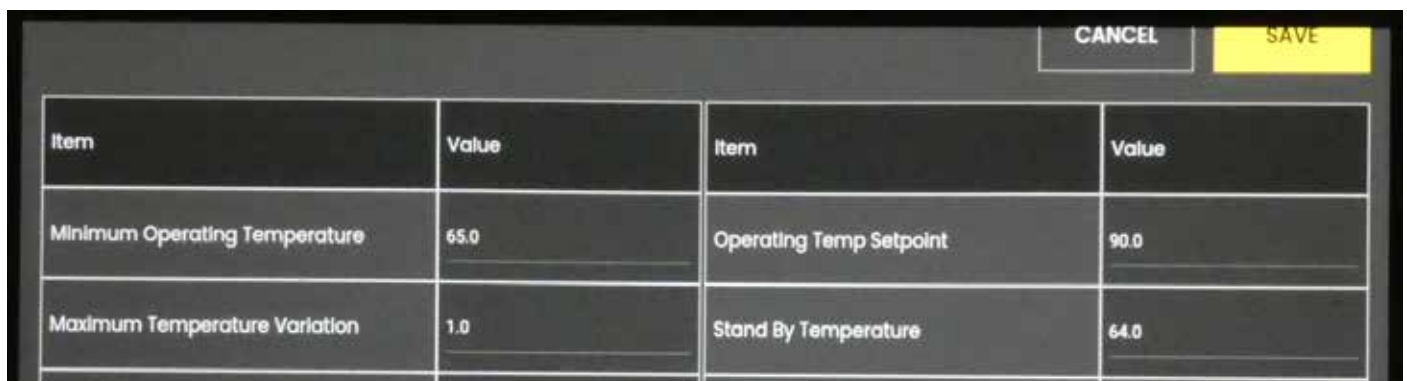 CANCEL SAVE
Item Value Item Value
Minimum Operating Temperature 65.0 Operating Temp Setpoint 90.0
Maximum Temperature Variation 1.0 Stand By Temperature 64.0